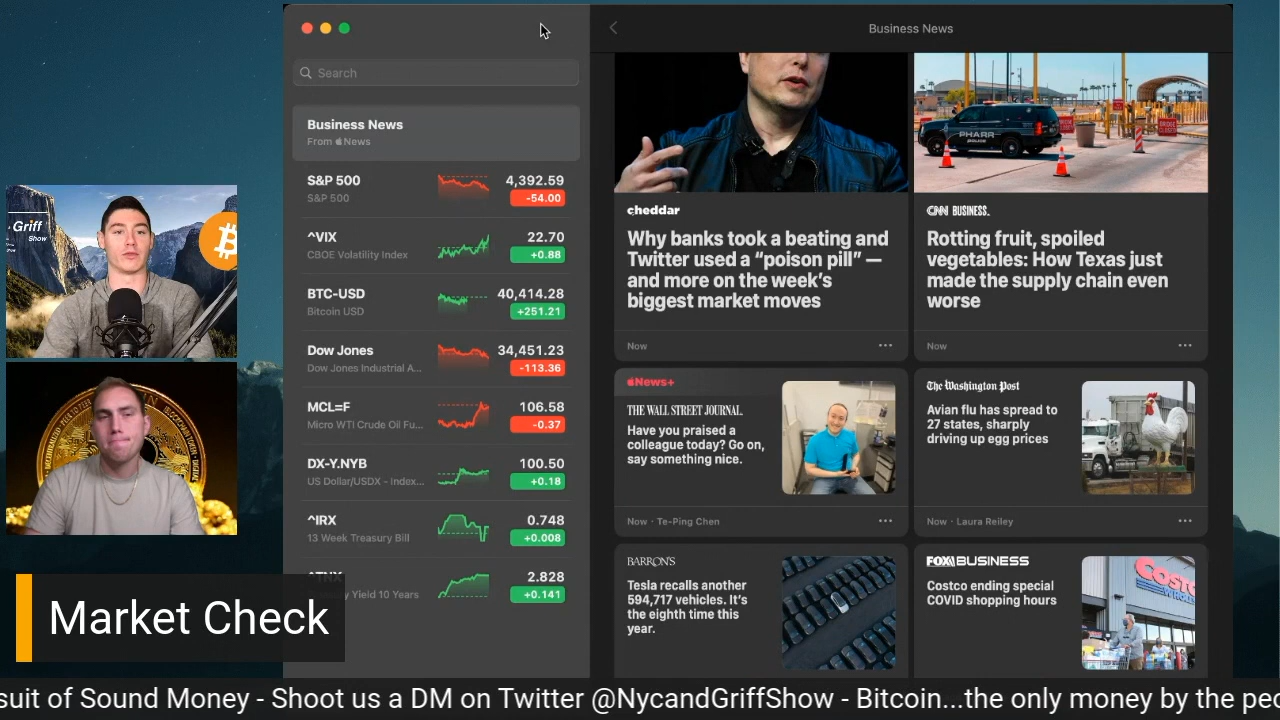 Business News
Search
Business News
From News
S&P 500
4,392.59
S&P 500
-54.00
^VIX
22.70
CBOE Volatility Index
+0.88
BTC-USD
40,414.28
Bitcoin USD
+251.21
Dow Jones
34,451.23
Dow Jones Industrial A...
-113.36
MCL=F
106.58
Micro WTI Crude Oil Fu...
-0.37
DX-Y.NYB
100.50
US Dollar/USDX - Index...
+0.18
^IRX
0.748
13 Week Treasury Bill
+0.008
^TNX
2.828
Yield 10 Years
+0.141
cheddar
Why banks took a beating and
Twitter used a “poison pill” —
and more on the week’s
biggest market moves
Now
PHARR
POLICE
CNN BUSINESS.
Rotting fruit, spoiled
vegetables: How Texas just
made the supply chain even
worse
Now
News+
THE WALL STREET JOURNAL.
Have you praised a
colleague today? Go on,
say something nice.
Now · Te-Ping Chen
The Washington Post
Avian flu has spread to
27 states, sharply
driving up egg prices
Now · Laura Reiley
BARRON'S
Tesla recalls another
594,717 vehicles. It’s
the eighth time this
year.
FOX BUSINESS
Costco ending special
COVID shopping hours
Griff
Show
Market Check
suit of Sound Money - Shoot us a DM on Twitter @NycandGriffShow - Bitcoin...the only money by the peo